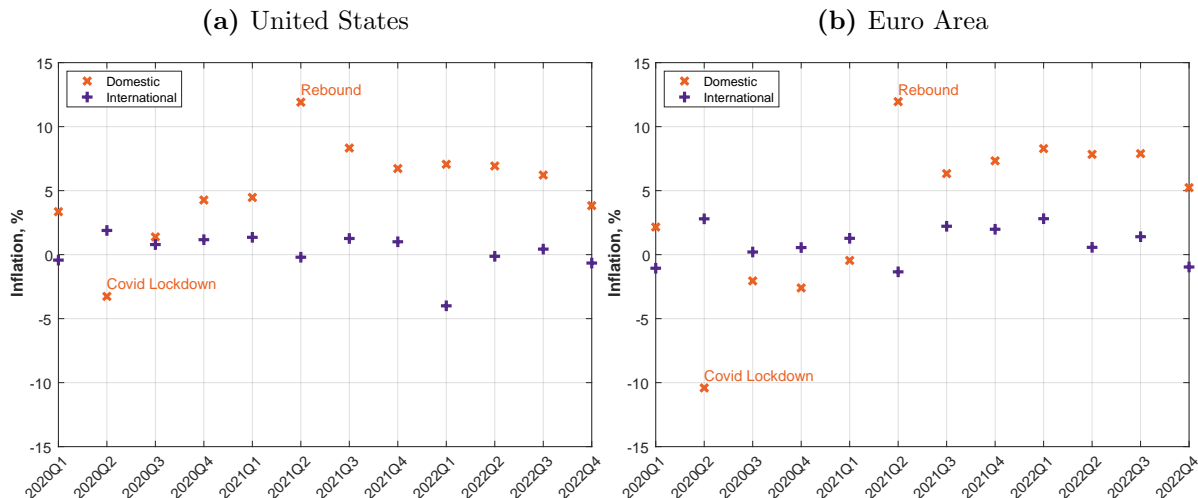 (a) United States
15
10
5
0
-5
-10
-15
Inflation, %
Domestic
International
Rebound
Covid Lockdown
2020Q1
2020Q2
2020Q3
2020Q4
2021Q1
2021Q2
2021Q3
2021Q4
2022Q1
2022Q2
2022Q3
2022Q4
(b) Euro Area
15
10
5
0
-5
-10
-15
Inflation, %
Domestic
International
Rebound
Covid Lockdown
2020Q1
2020Q2
2020Q3
2020Q4
2021Q1
2021Q2
2021Q3
2021Q4
2022Q1
2022Q2
2022Q3
2022Q4